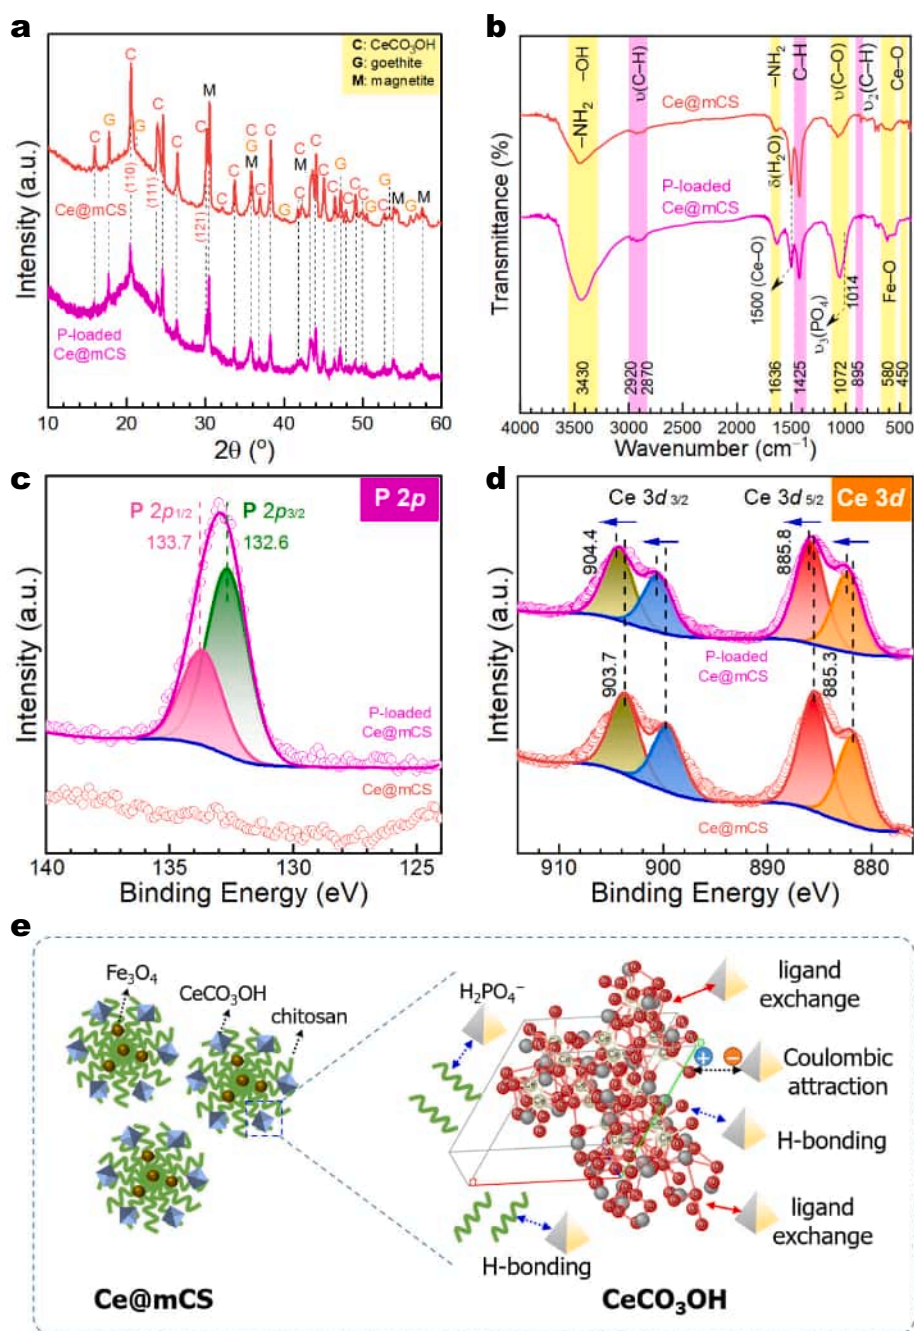 a
C: CeCO₃OH
G: goethite
M: magnetite
C
C
G
C
G
C
C
C
M
C
C
C
G
M
C
C
C
G
C
M
C
C
C
G
C
C
C
G
C
G
M
G
M
(110)
(111)
(121)
Ce@mCS
P-loaded
Ce@mCS
Intensity (a.u.)
10 20 30 40 50 60
2θ (°)
b
–OH
–NH₂
υ(C–H)
–NH₂
C–H
υ(C–O)
υ₂(C–H)
Ce–O
Ce@mCS
δ(H₂O)
P-loaded
Ce@mCS
1500 (Ce–O)
υ₃(PO₄)
1014
Fe–O
3430
2920
2870
1636
1425
1072
895
580
450
Transmittance (%)
4000 3500 3000 2500 2000 1500 1000 500
Wavenumber (cm⁻¹)
c
P 2p
P 2p1/2
133.7
P 2p3/2
132.6
P-loaded
Ce@mCS
Ce@mCS
Intensity (a.u.)
140 135 130 125
Binding Energy (eV)
d
Ce 3d 3/2
Ce 3d 5/2
Ce 3d
904.4
885.8
P-loaded
Ce@mCS
903.7
885.3
Ce@mCS
Intensity (a.u.)
910 900 890 880
Binding Energy (eV)
e
Fe₃O₄
CeCO₃OH
chitosan
H₂PO₄⁻
ligand
exchange
+ −
Coulombic
attraction
H-bonding
ligand
exchange
H-bonding
Ce@mCS
CeCO₃OH